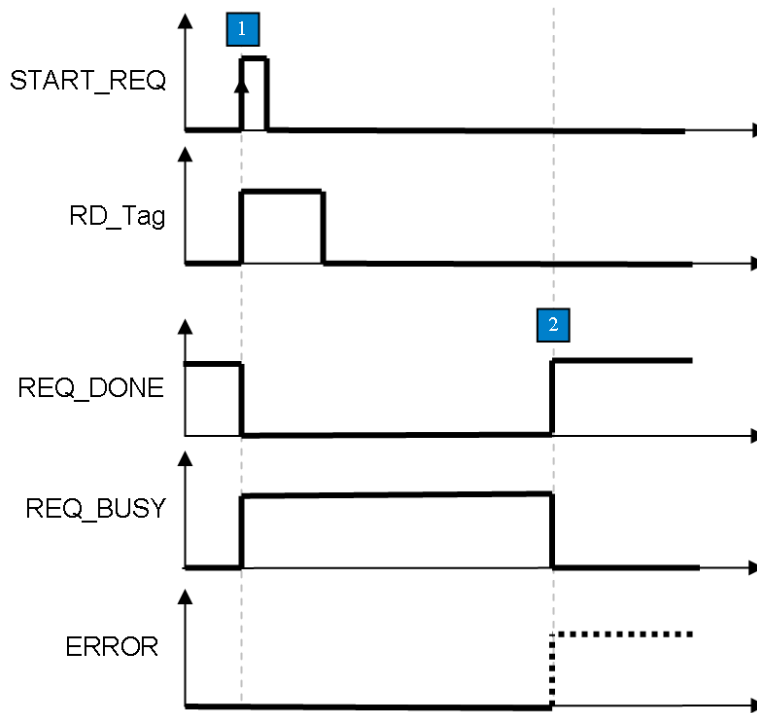 1
START_REQ
RD_Tag
2
REQ_DONE
REQ_BUSY
ERROR